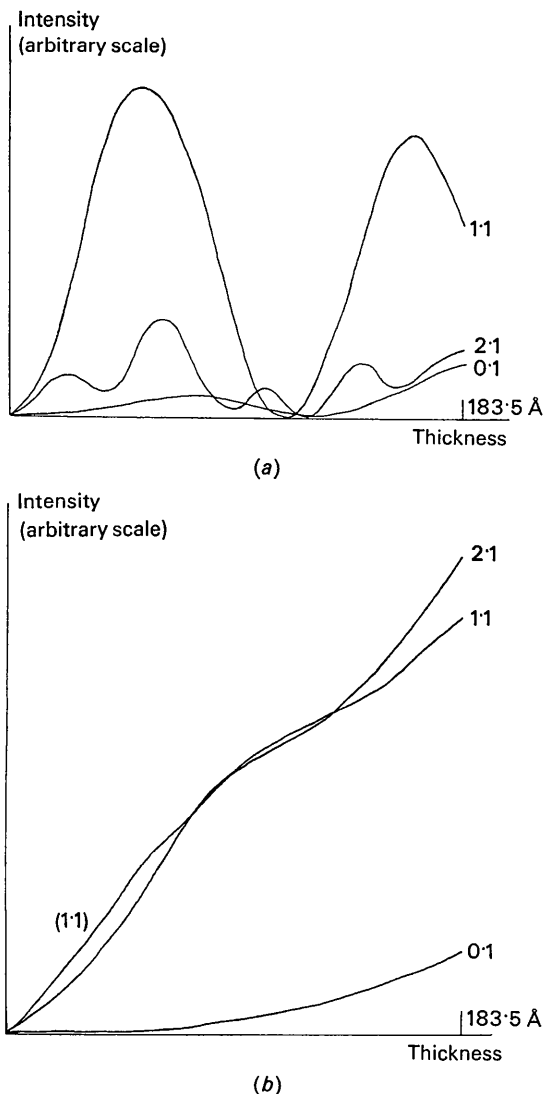 Intensity
(arbitrary scale)
1·1
2·1
0·1
183·5 Å
Thickness
(a)
Intensity
(arbitrary scale)
2·1
1·1
(1·1)
0·1
183·5 Å
Thickness
(b)